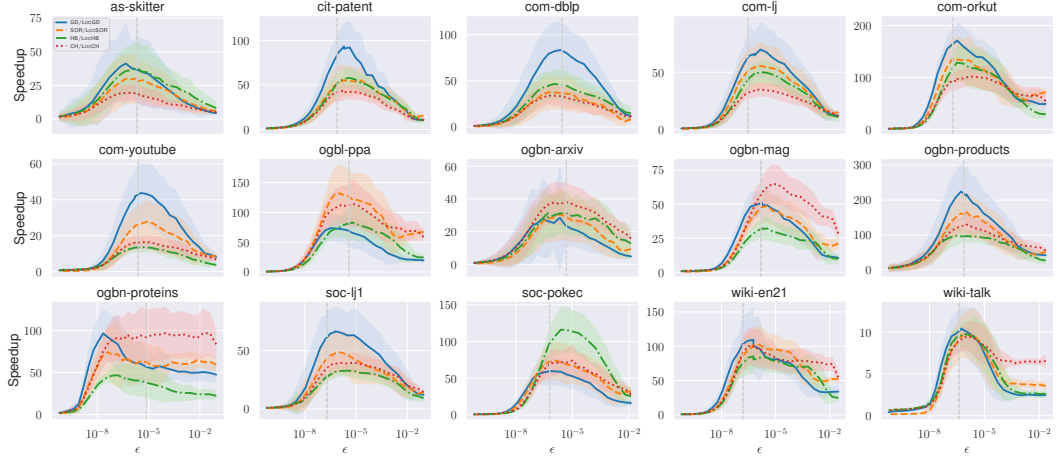 as-skitter
cit-patent
com-dblp
com-lj
com-orkut
Speedup
75
50
25
0
GD/LocGD
SOR/LocSOR
HB/LocHB
CH/LocCH
100
50
0
100
50
0
50
0
200
100
0
com-youtube
ogbl-ppa
ogbn-arxiv
ogbn-mag
ogbn-products
Speedup
60
40
20
0
150
100
50
0
60
40
20
0
75
50
25
0
300
200
100
0
ogbn-proteins
soc-lj1
soc-pokec
wiki-en21
wiki-talk
Speedup
100
50
0
50
0
150
100
50
0
150
100
50
0
10
5
0
10⁻⁸ 10⁻⁵ 10⁻²
10⁻⁸ 10⁻⁵ 10⁻²
10⁻⁸ 10⁻⁵ 10⁻²
10⁻⁸ 10⁻⁵ 10⁻²
10⁻⁸ 10⁻⁵ 10⁻²
ϵ
ϵ
ϵ
ϵ
ϵ